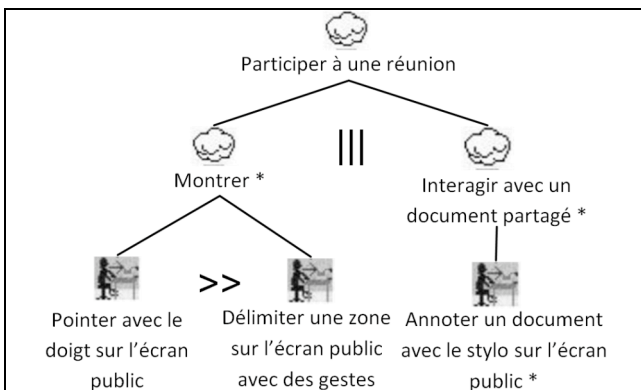 Participer à une réunion
|||
Montrer *
Interagir avec un
document partagé *
>>
Pointer avec le
doigt sur l'écran
public
Délimiter une zone
sur l'écran public
avec des gestes
Annoter un document
avec le stylo sur l'écran
public *